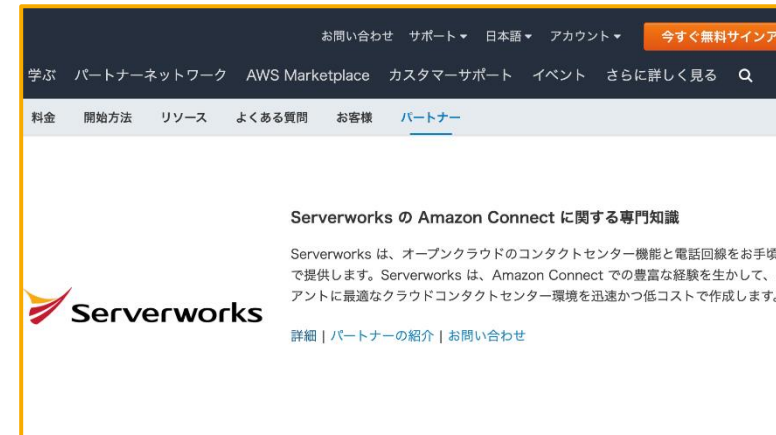 お問い合わせ サポート 日本語 アカウント 今すぐ無料サインア
学ぶ パートナーネットワーク AWS Marketplace カスタマーサポート イベント さらに詳しく見る
料金 開始方法 リソース よくある質問 お客様 パートナー
Serverworks の Amazon Connect に関する専門知識
Serverworks は、オープンクラウドのコンタクトセンター機能と電話回線をお手頃
で提供します。Serverworks は、Amazon Connect での豊富な経験を生かして、
アントに最適なクラウドコンタクトセンター環境を迅速かつ低コストで作成します。
Serverworks
詳細 | パートナーの紹介 | お問い合わせ